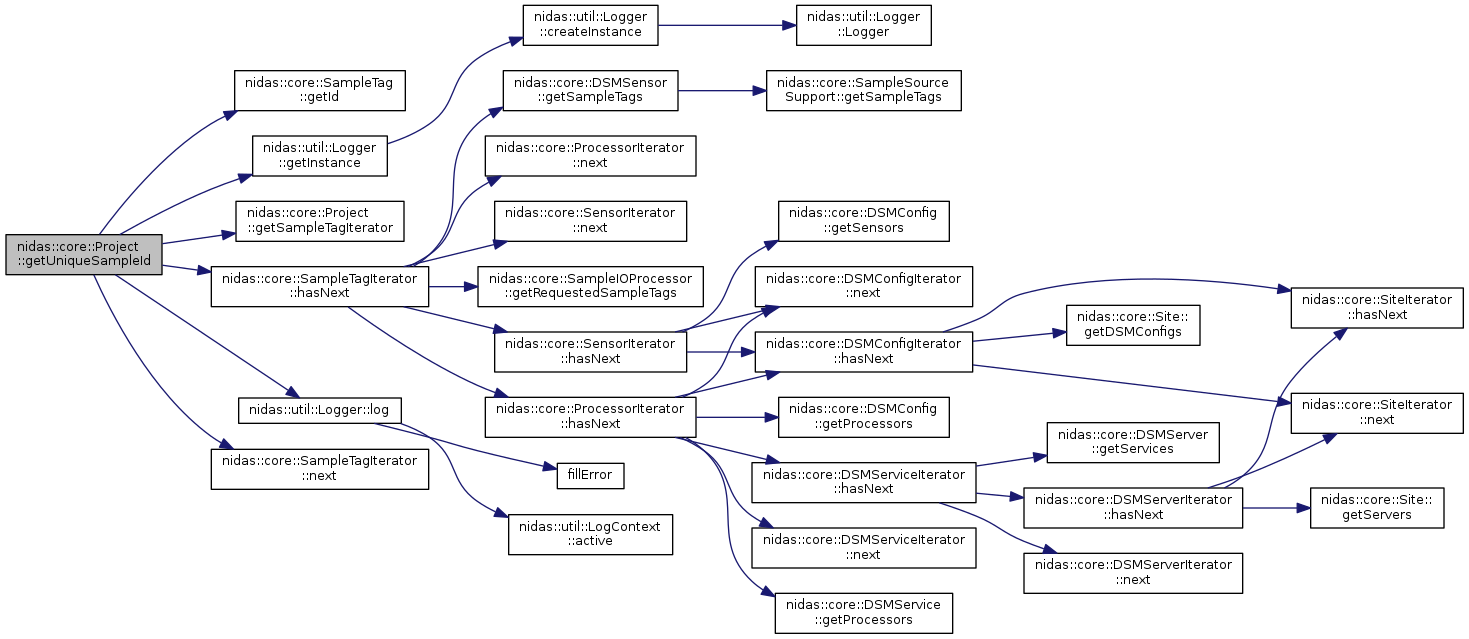 nidas::core::Project
::getUniqueSampleId
nidas::core::SampleTag
::getId
nidas::util::Logger
::getInstance
nidas::core::Project
::getSampleTagIterator
nidas::core::SampleTagIterator
::hasNext
nidas::util::Logger::log
nidas::core::SampleTagIterator
::next
nidas::util::Logger
::createInstance
nidas::core::DSMSensor
::getSampleTags
nidas::core::ProcessorIterator
::next
nidas::core::SensorIterator
::next
nidas::core::SampleIOProcessor
::getRequestedSampleTags
nidas::core::SensorIterator
::hasNext
nidas::core::ProcessorIterator
::hasNext
fillError
nidas::util::LogContext
::active
nidas::util::Logger
::Logger
nidas::core::SampleSource
Support::getSampleTags
nidas::core::DSMConfig
::getSensors
nidas::core::DSMConfigIterator
::next
nidas::core::DSMConfigIterator
::hasNext
nidas::core::DSMConfig
::getProcessors
nidas::core::DSMServiceIterator
::hasNext
nidas::core::DSMServiceIterator
::next
nidas::core::DSMService
::getProcessors
nidas::core::Site::
getDSMConfigs
nidas::core::DSMServer
::getServices
nidas::core::DSMServerIterator
::hasNext
nidas::core::DSMServerIterator
::next
nidas::core::SiteIterator
::hasNext
nidas::core::SiteIterator
::next
nidas::core::Site::
getServers